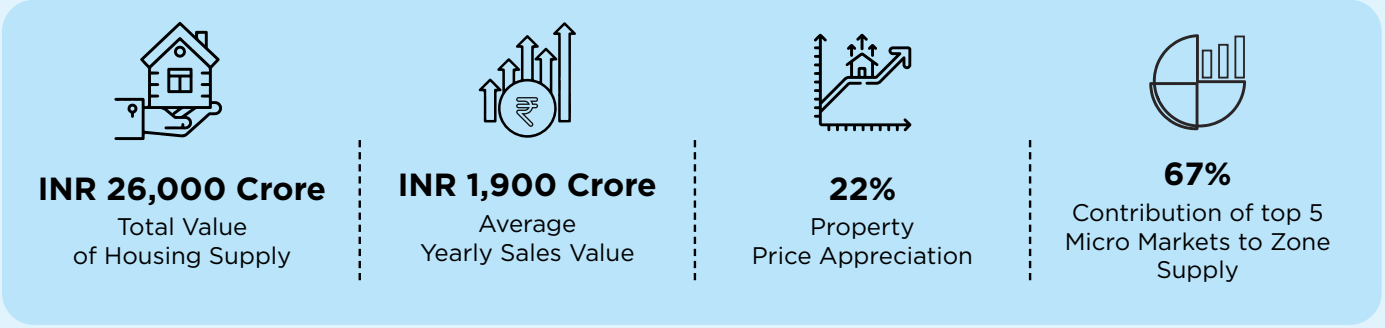 INR 26,000 Crore
Total Value
of Housing Supply
₹
INR 1,900 Crore
Average
Yearly Sales Value
22%
Property
Price Appreciation
67%
Contribution of top 5
Micro Markets to Zone
Supply